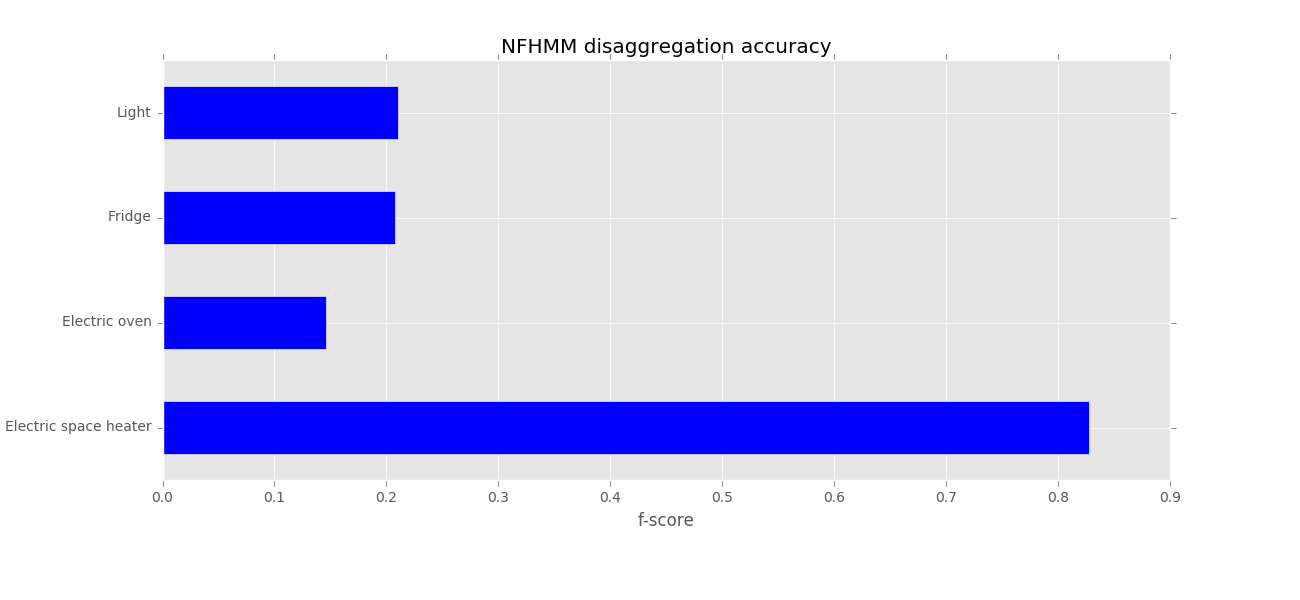 NFHMM disaggregation accuracy
Light
Fridge
Electric oven
Electric space heater
0.0 0.1 0.2 0.3 0.4 0.5 0.6 0.7 0.8 0.9
f-score